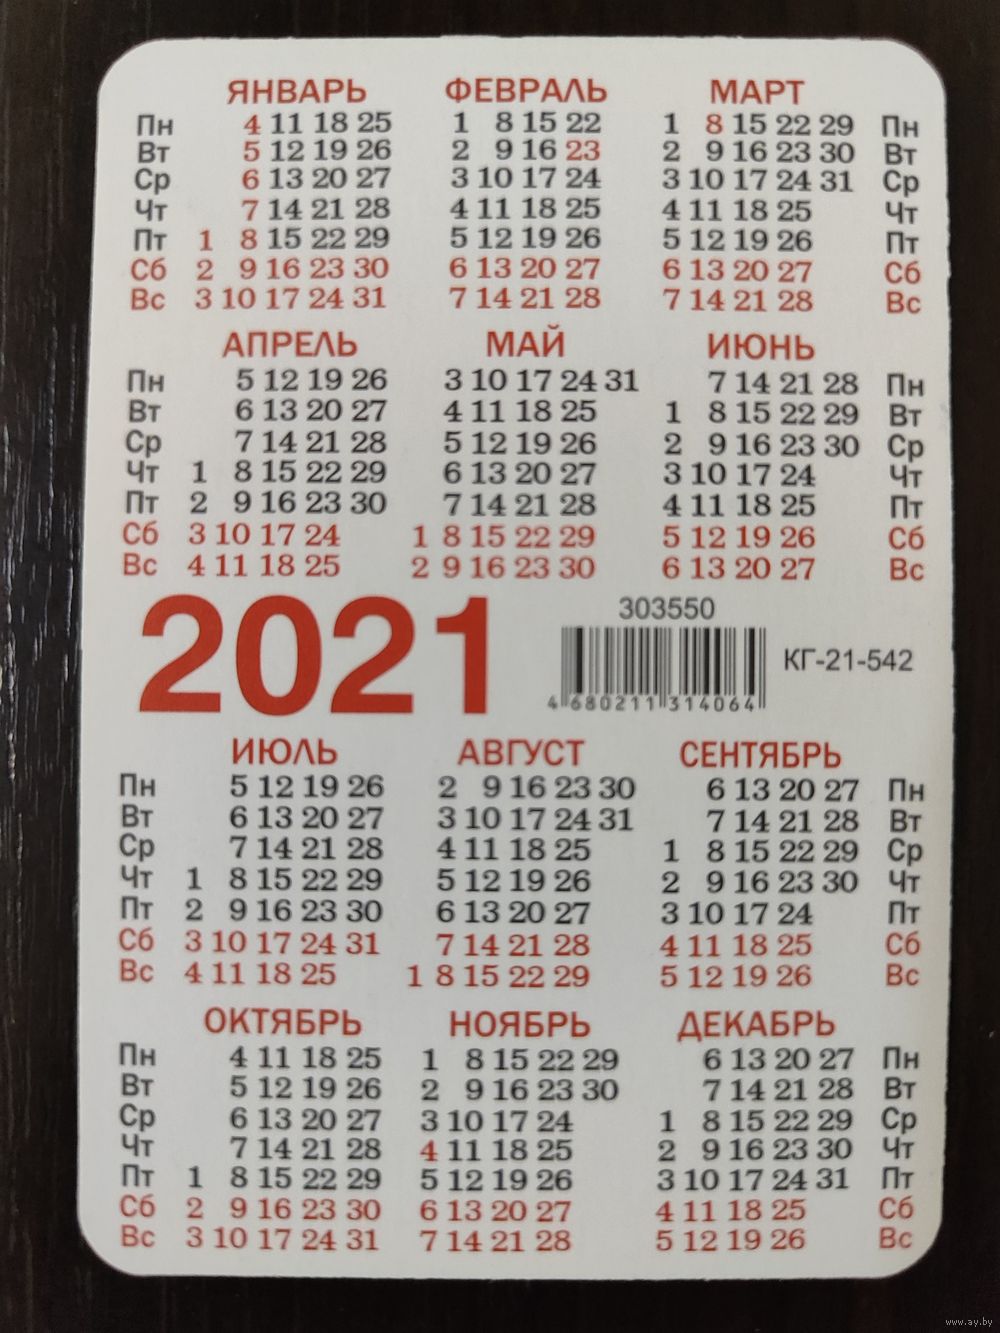 ЯНВАРЬ ФЕВРАЛЬ МАРТ
Пн 4 11 18 25 1 8 15 22 1 8 15 22 29 Пн
Вт 5 12 19 26 2 9 16 23 2 9 16 23 30 Вт
Ср 6 13 20 27 3 10 17 24 3 10 17 24 31 Ср
Чт 7 14 21 28 4 11 18 25 4 11 18 25 Чт
Пт 1 8 15 22 29 5 12 19 26 5 12 19 26 Пт
Сб 2 9 16 23 30 6 13 20 27 6 13 20 27 Сб
Вс 3 10 17 24 31 7 14 21 28 7 14 21 28 Вс
АПРЕЛЬ МАЙ ИЮНЬ
Пн 5 12 19 26 3 10 17 24 31 7 14 21 28 Пн
Вт 6 13 20 27 4 11 18 25 1 8 15 22 29 Вт
Ср 7 14 21 28 5 12 19 26 2 9 16 23 30 Ср
Чт 1 8 15 22 29 6 13 20 27 3 10 17 24 Чт
Пт 2 9 16 23 30 7 14 21 28 4 11 18 25 Пт
Сб 3 10 17 24 1 8 15 22 29 5 12 19 26 Сб
Вс 4 11 18 25 2 9 16 23 30 6 13 20 27 Вс
2021
303550
КГ-21-542
4 680211 314064
ИЮЛЬ АВГУСТ СЕНТЯБРЬ
Пн 5 12 19 26 2 9 16 23 30 6 13 20 27 Пн
Вт 6 13 20 27 3 10 17 24 31 7 14 21 28 Вт
Ср 7 14 21 28 4 11 18 25 1 8 15 22 29 Ср
Чт 1 8 15 22 29 5 12 19 26 2 9 16 23 30 Чт
Пт 2 9 16 23 30 6 13 20 27 3 10 17 24 Пт
Сб 3 10 17 24 31 7 14 21 28 4 11 18 25 Сб
Вс 4 11 18 25 1 8 15 22 29 5 12 19 26 Вс
ОКТЯБРЬ НОЯБРЬ ДЕКАБРЬ
Пн 4 11 18 25 1 8 15 22 29 6 13 20 27 Пн
Вт 5 12 19 26 2 9 16 23 30 7 14 21 28 Вт
Ср 6 13 20 27 3 10 17 24 1 8 15 22 29 Ср
Чт 7 14 21 28 4 11 18 25 2 9 16 23 30 Чт
Пт 1 8 15 22 29 5 12 19 26 3 10 17 24 31 Пт
Сб 2 9 16 23 30 6 13 20 27 4 11 18 25 Сб
Вс 3 10 17 24 31 7 14 21 28 5 12 19 26 Вс
www.ay.by